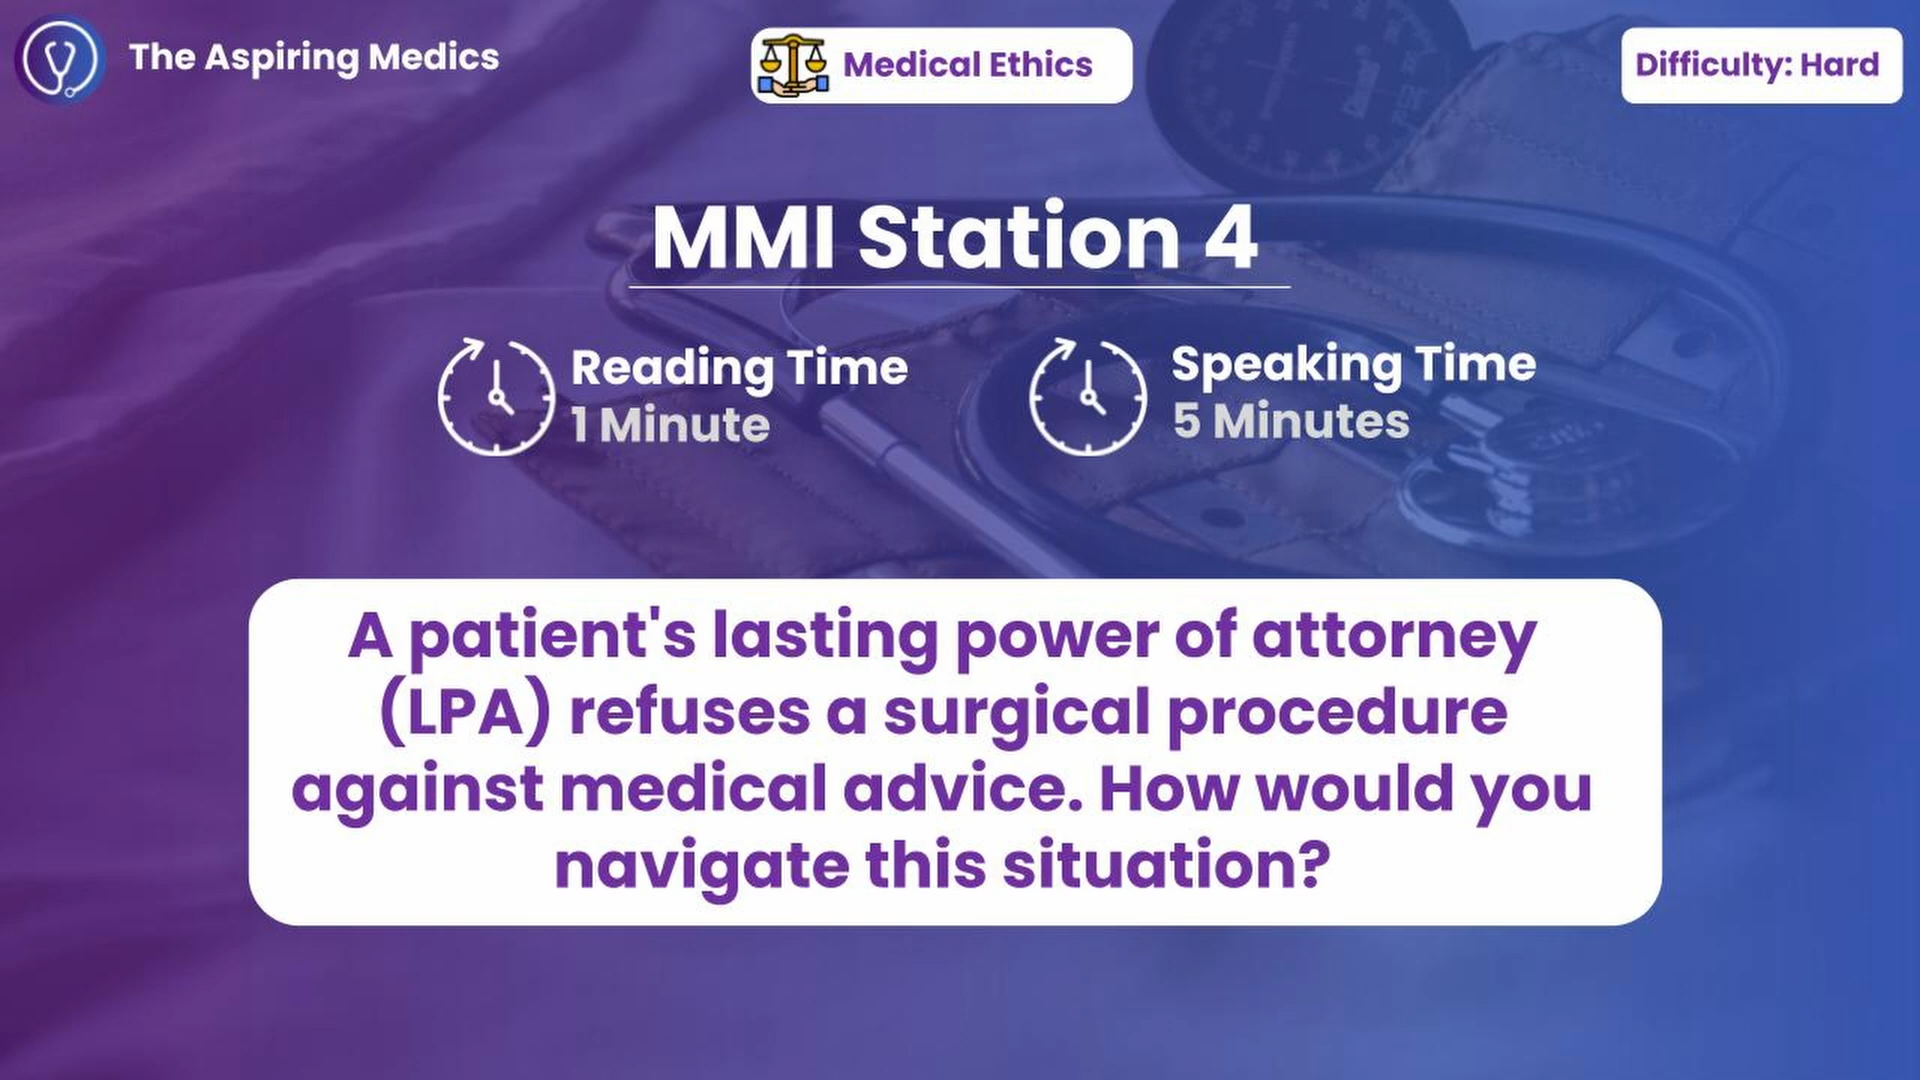 The Aspiring Medics
Medical Ethics
Difficulty: Hard
MMI Station 4
Reading Time
1 Minute
Speaking Time
5 Minutes
A patient's lasting power of attorney
(LPA) refuses a surgical procedure
against medical advice. How would you
navigate this situation?